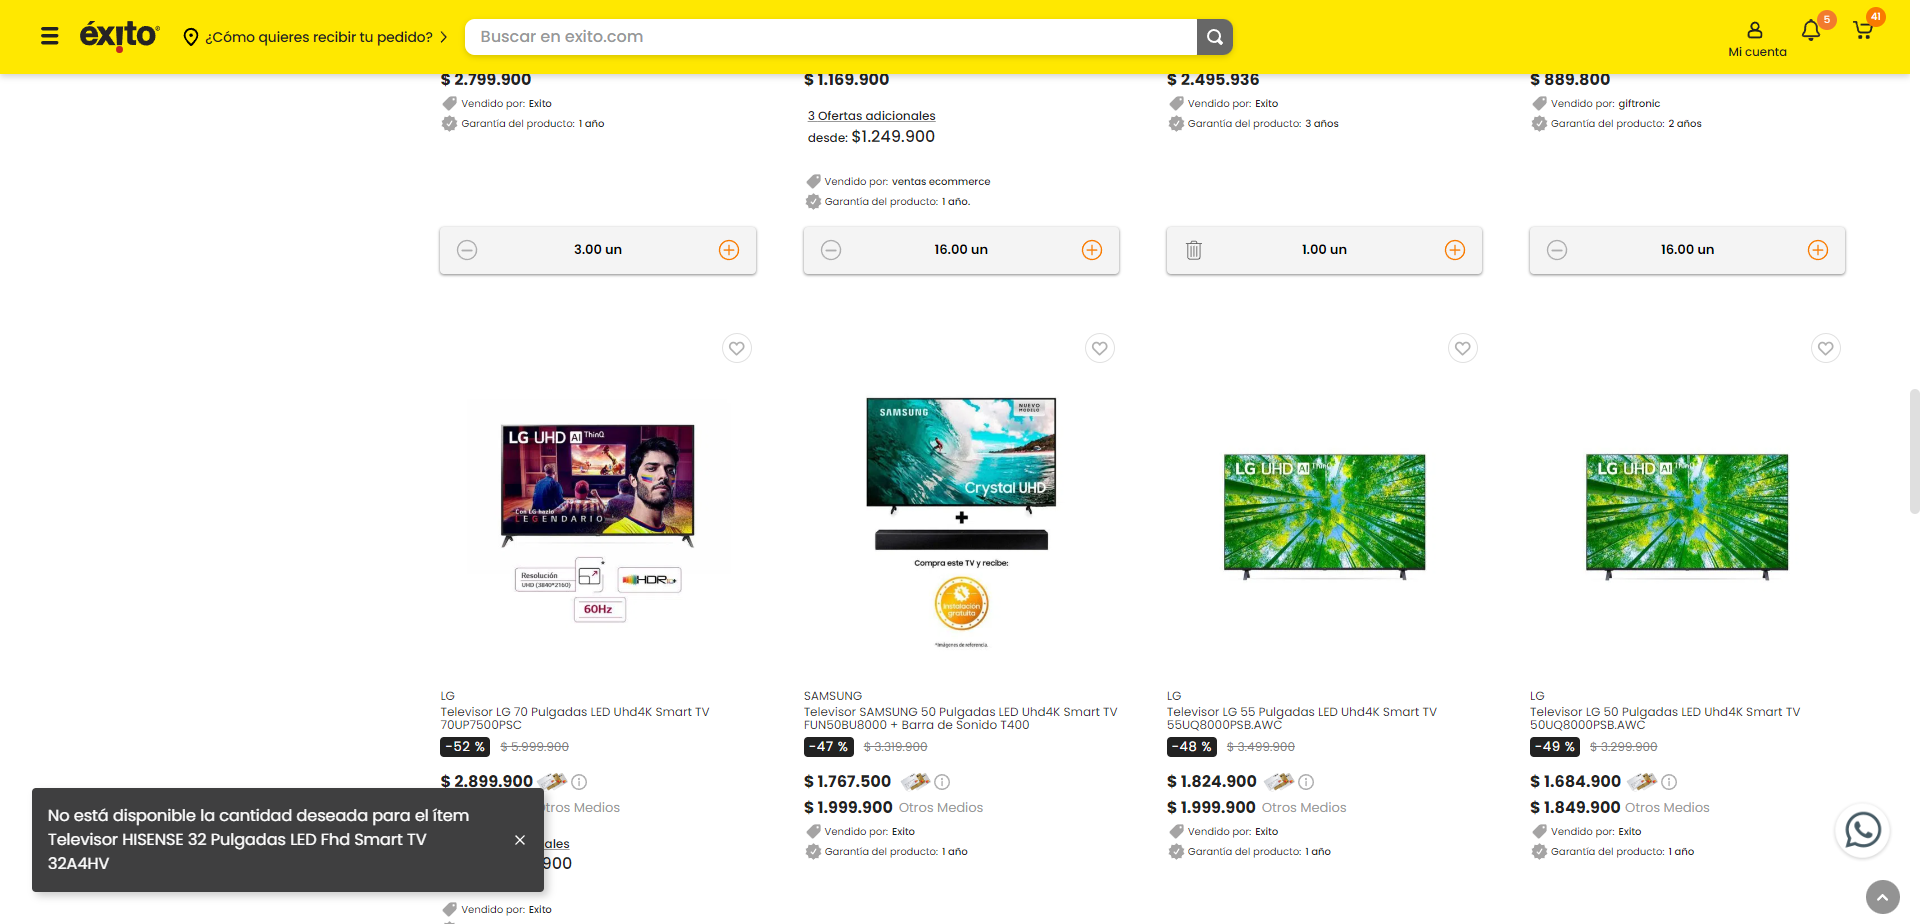 éxito
¿Cómo quieres recibir tu pedido?
Buscar en exito.com
Mi cuenta
5
41
$ 2.799.900
Vendido por: Exito
Garantía del producto: 1 año
$ 1.169.900
3 Ofertas adicionales
desde: $1.249.900
Vendido por: ventas ecommerce
Garantía del producto: 1 año.
$ 2.495.936
Vendido por: Exito
Garantía del producto: 3 años
$ 889.800
Vendido por: giftronic
Garantía del producto: 2 años
3.00 un
16.00 un
1.00 un
16.00 un
LG UHD AI ThinQ
Con LG hazlo
LEGENDARIO
Resolución
UHD (3840*2160)
HDR
60Hz
SAMSUNG
NUEVO
MODELO
Crystal UHD
+
Compra este TV y recibe:
Instalación
gratuita
*Imágenes de referencia.
LG UHD AI ThinQ
LG UHD AI ThinQ
LG
Televisor LG 70 Pulgadas LED Uhd4K Smart TV
70UP7500PSC
-52 % $ 5.999.900
$ 2.899.900
Otros Medios
ales
900
Vendido por: Exito
SAMSUNG
Televisor SAMSUNG 50 Pulgadas LED Uhd4K Smart TV
FUN50BU8000 + Barra de Sonido T400
-47 % $ 3.319.900
$ 1.767.500
$ 1.999.900 Otros Medios
Vendido por: Exito
Garantía del producto: 1 año
LG
Televisor LG 55 Pulgadas LED Uhd4K Smart TV
55UQ8000PSB.AWC
-48 % $ 3.499.900
$ 1.824.900
$ 1.999.900 Otros Medios
Vendido por: Exito
Garantía del producto: 1 año
LG
Televisor LG 50 Pulgadas LED Uhd4K Smart TV
50UQ8000PSB.AWC
-49 % $ 3.299.900
$ 1.684.900
$ 1.849.900 Otros Medios
Vendido por: Exito
Garantía del producto: 1 año
No está disponible la cantidad deseada para el ítem
Televisor HISENSE 32 Pulgadas LED Fhd Smart TV
32A4HV